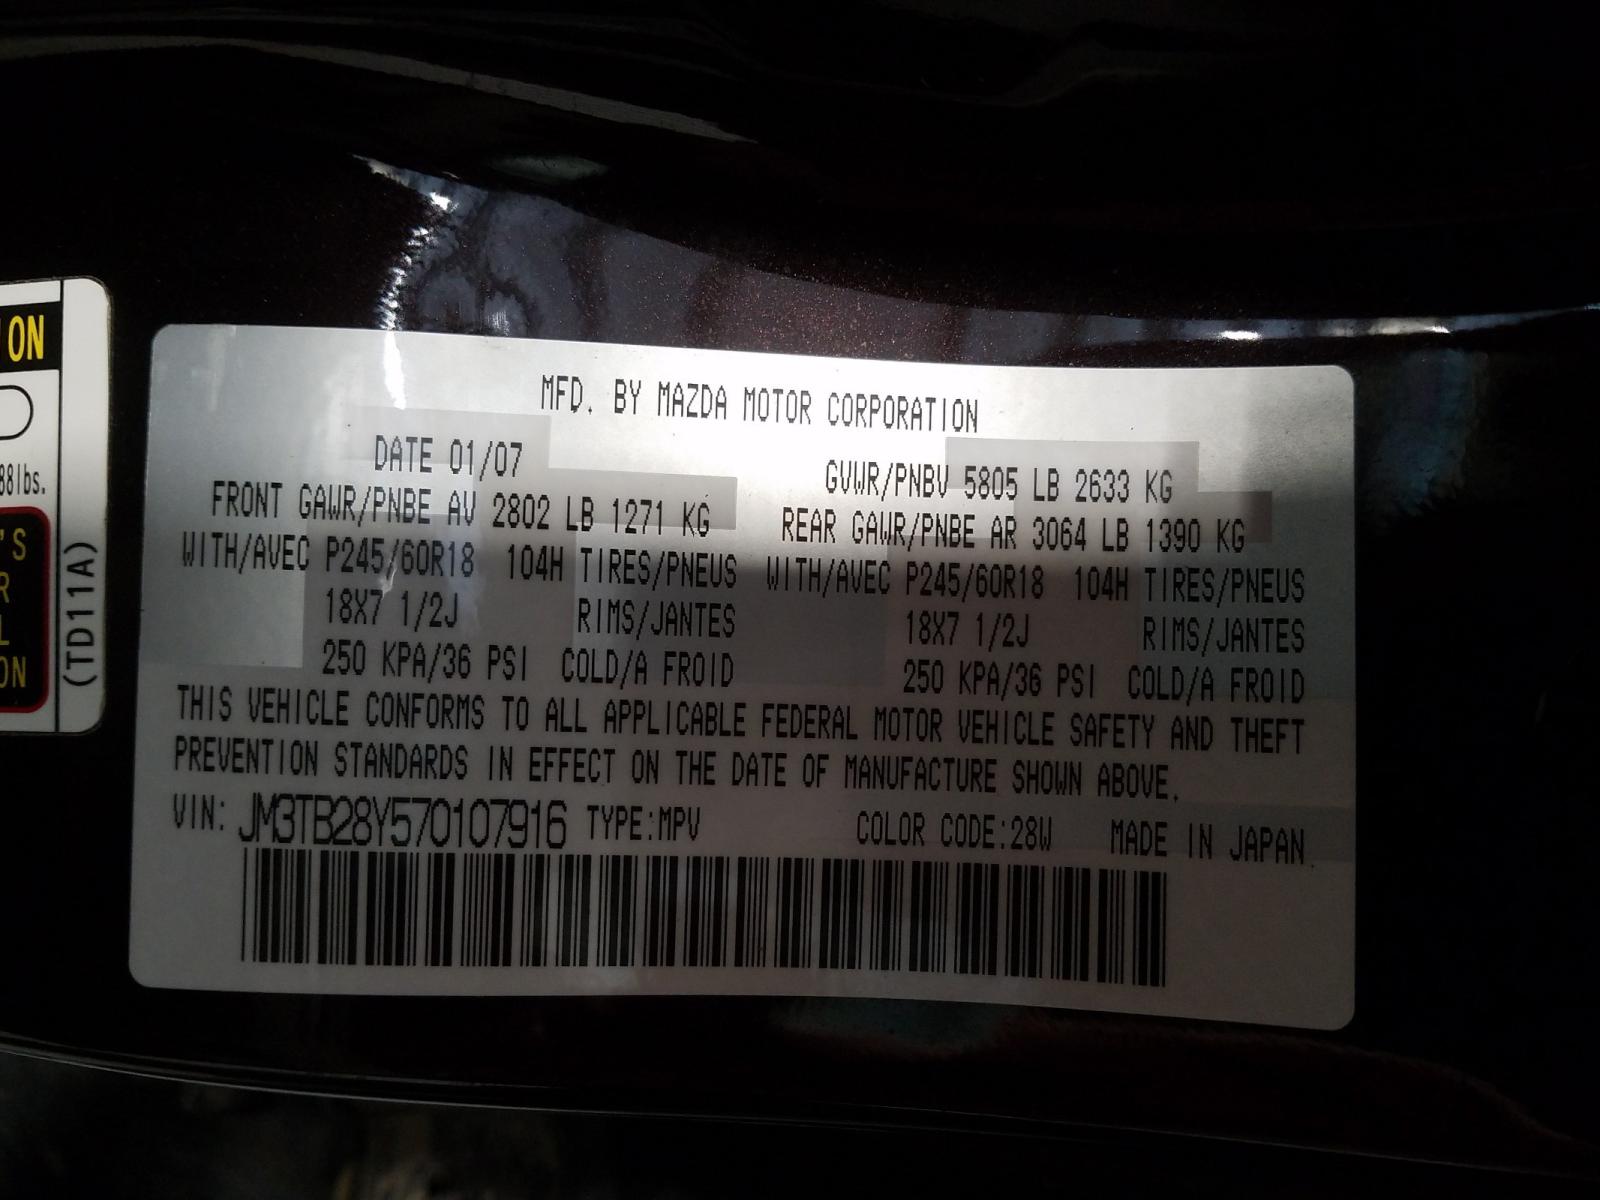 MFD. BY MAZDA MOTOR CORPORATION
DATE 01/07 GVWR/PNBV 5805 LB 2633 KG
FRONT GAWR/PNBE AV 2802 LB 1271 KG REAR GAWR/PNBE AR 3064 LB 1390 KG
WITH/AVEC P245/60R18 104H TIRES/PNEUS WITH/AVEC P245/60R18 104H TIRES/PNEUS
18X7 1/2J RIMS/JANTES 18X7 1/2J RIMS/JANTES
250 KPA/36 PSI COLD/A FROID 250 KPA/36 PSI COLD/A FROID
THIS VEHICLE CONFORMS TO ALL APPLICABLE FEDERAL MOTOR VEHICLE SAFETY AND THEFT
PREVENTION STANDARDS IN EFFECT ON THE DATE OF MANUFACTURE SHOWN ABOVE.
VIN: JM3TB28Y570107916 TYPE:MPV COLOR CODE:28W MADE IN JAPAN
ON
88lbs.
'S
R
L
ON
(TD11A)